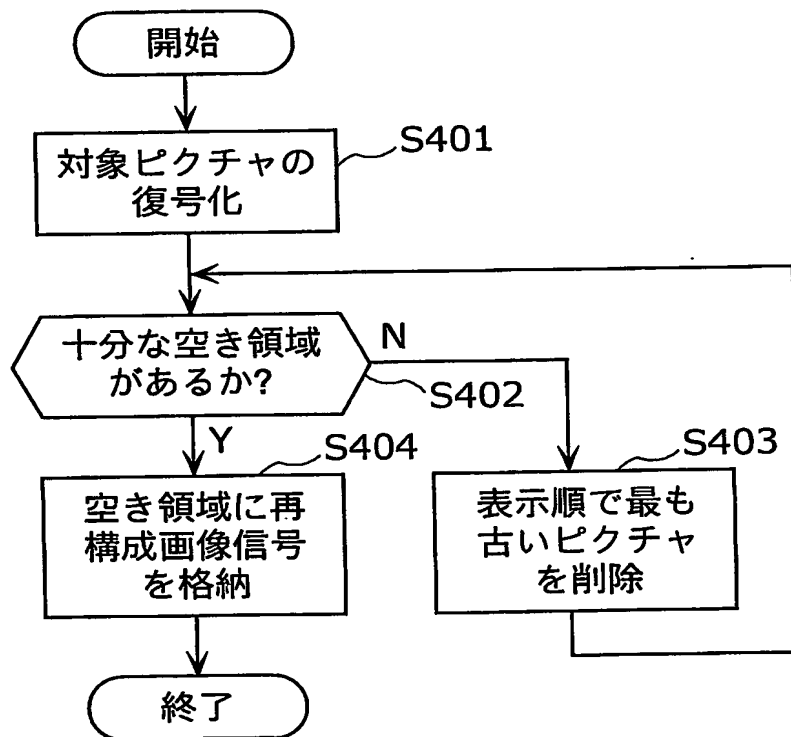 開始
対象ピクチャの
復号化
S401
十分な空き領域
があるか?
N
S402
Y
S404
空き領域に再
構成画像信号
を格納
S403
表示順で最も
古いピクチャ
を削除
終了